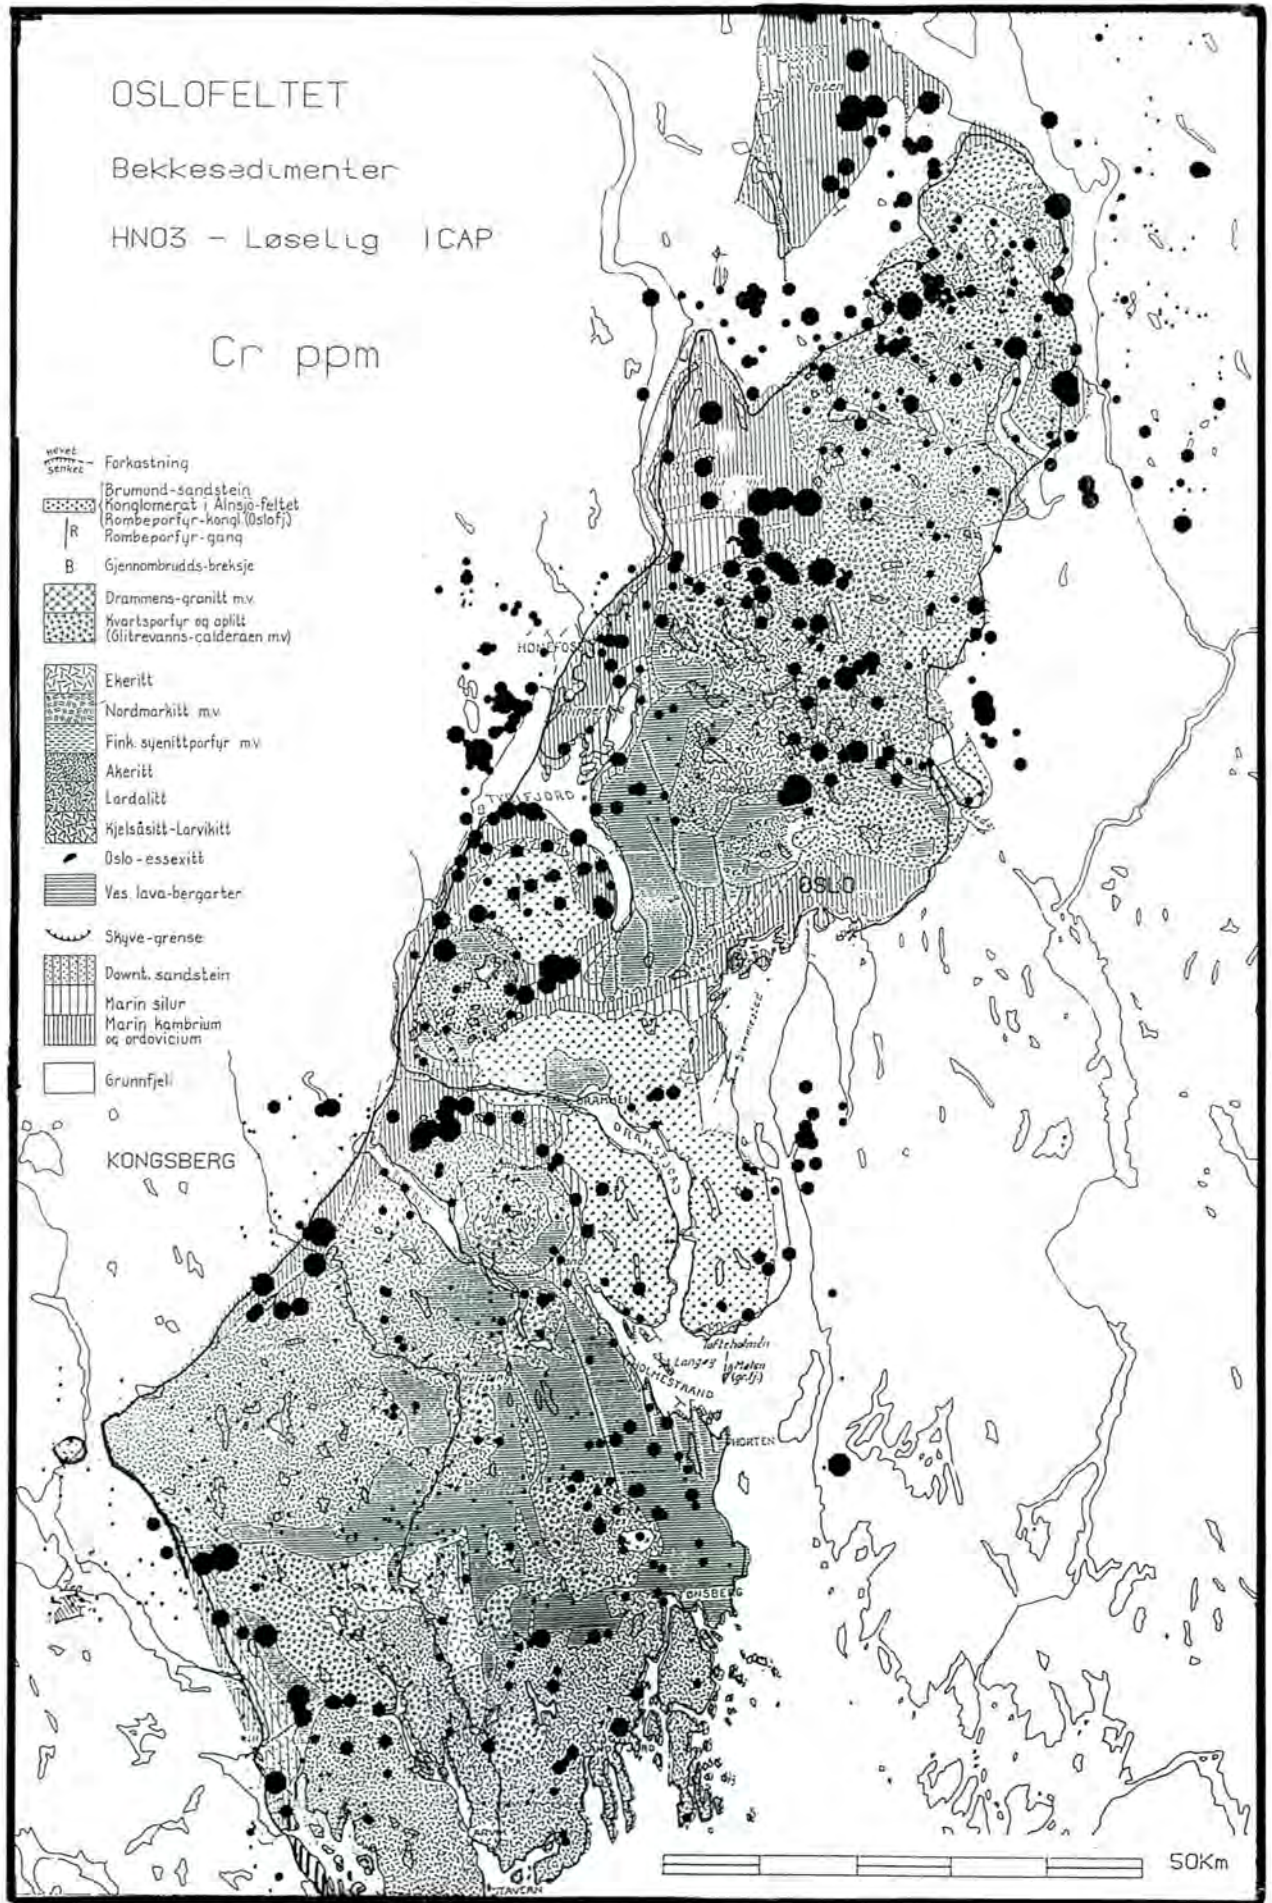 OSLOFELTET
Bekkesedimenter
HNO3 - Løselig ICAP
Cr ppm
hevet
senket
Forkastning
Brumund-sandstein
Konglomerat i Alnsjø-feltet
Rombeporfyr-kongl. (Oslofj.)
R
Rombeporfyr-gang
B
Gjennombrudds-breksje
Drammens-granitt m.v.
Kvartsporfyr og aplitt
(Glitrevanns-calderaen m.v)
Ekeritt
Nordmarkitt m.v.
Fink. syenittporfyr m.v.
Akeritt
Lardalitt
Kjelsåsitt-Larvikitt
Oslo-essexitt
Ves. lava-bergarter
Skyve-grense
Downt. sandstein
Marin silur
Marin kambrium
og ordovicium
Grunnfjell
KONGSBERG
Toten
HØNEFOSS
TYRIFJORD
OSLO
DRAMMEN
DRAMSFJORD
Tofteholmen
Langøy
Mølen
HOLMESTRAND
HORTEN
TØNSBERG
STAVERN
50Km